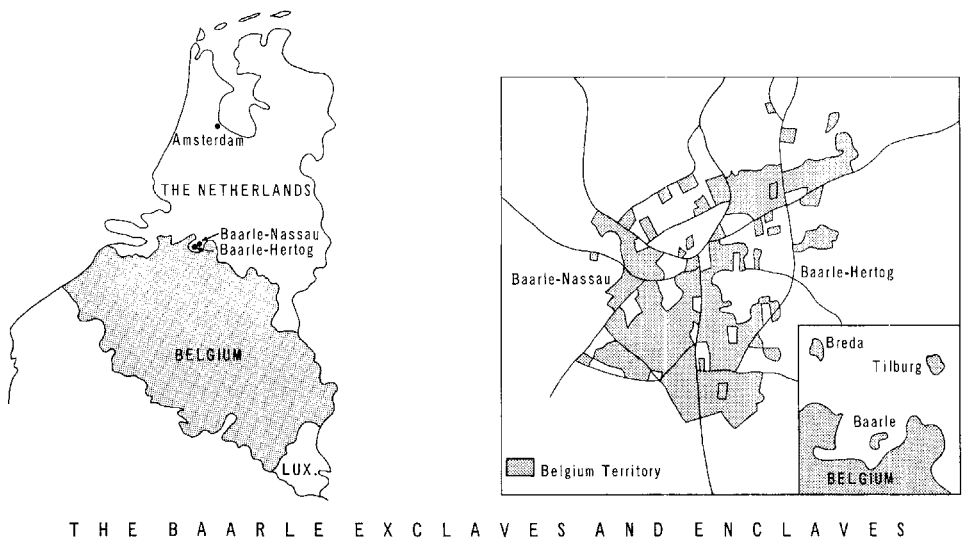 Amsterdam
THE NETHERLANDS
Baarle-Nassau
Baarle-Hertog
BELGIUM
LUX.
Baarle-Nassau
Baarle-Hertog
Breda
Tilburg
Baarle
BELGIUM
Belgium Territory
THE BAARLE EXCLAVES AND ENCLAVES